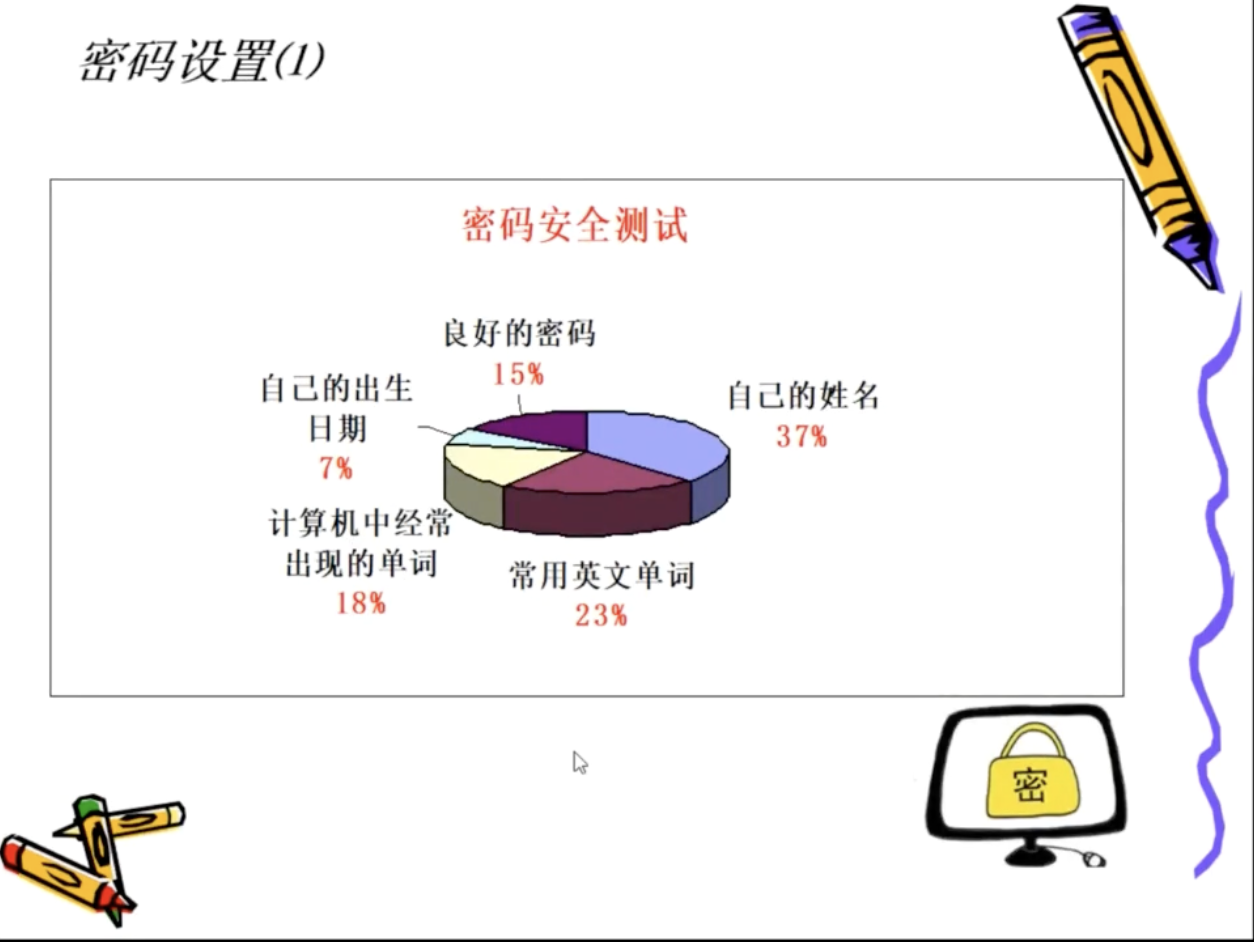 密码设置(1)
密码安全测试
良好的密码
15%
自己的出生
日期
7%
自己的姓名
37%
计算机中经常
出现的单词
18%
常用英文单词
23%
密